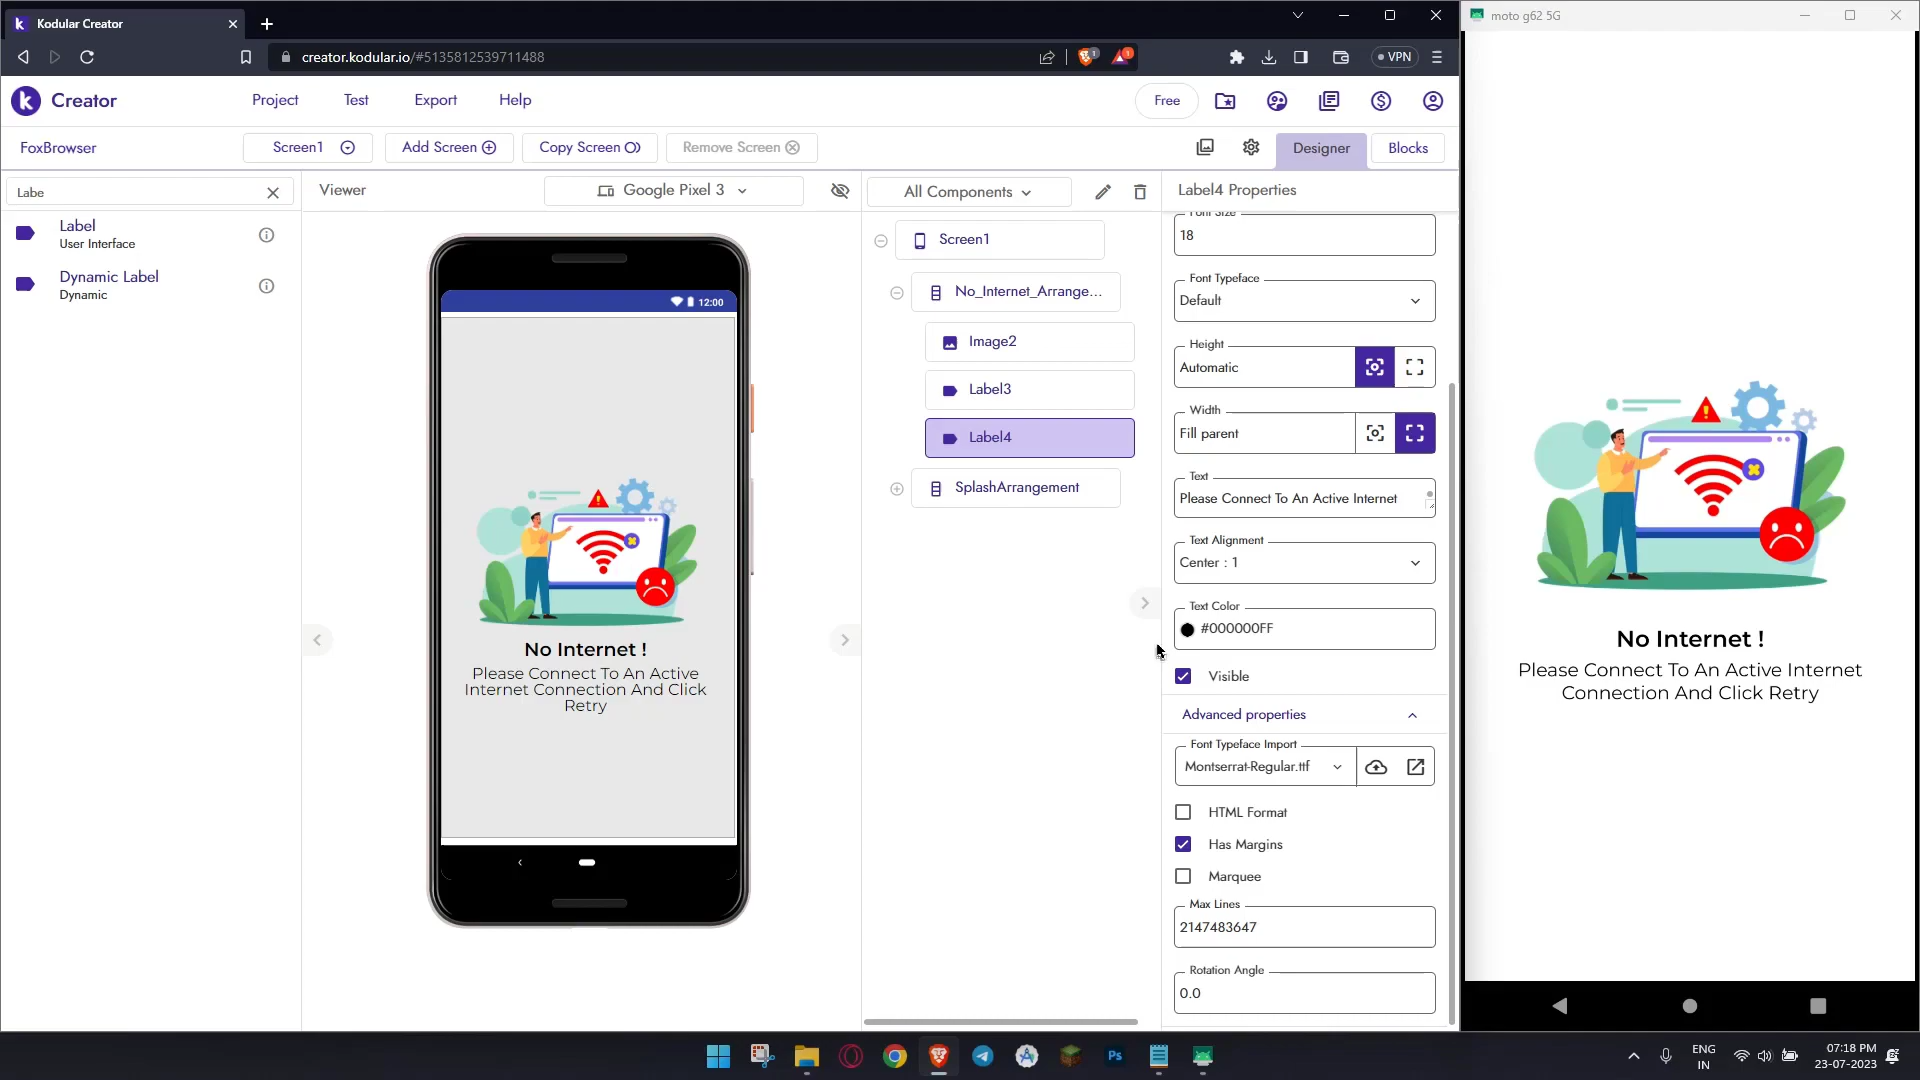 Kodular Creator
moto g62 5G
creator.kodular.io/#5135812539711488
VPN
Creator
Project
Test
Export
Help
Free
FoxBrowser
Screen1
Add Screen
Copy Screen
Remove Screen
Designer
Blocks
Labe
Viewer
Google Pixel 3
All Components
Label4 Properties
Label
User Interface
Dynamic Label
Dynamic
12:00
No Internet !
Please Connect To An Active
Internet Connection And Click
Retry
Screen1
No_Internet_Arrange...
Image2
Label3
Label4
SplashArrangement
Font Size
18
Font Typeface
Default
Height
Automatic
Width
Fill parent
Text
Please Connect To An Active Internet
Text Alignment
Center : 1
Text Color
#000000FF
Visible
Advanced properties
Font Typeface Import
Montserrat-Regular.ttf
HTML Format
Has Margins
Marquee
Max Lines
2147483647
Rotation Angle
0.0
No Internet !
Please Connect To An Active Internet
Connection And Click Retry
Ps
ENG
IN
07:18 PM
23-07-2023